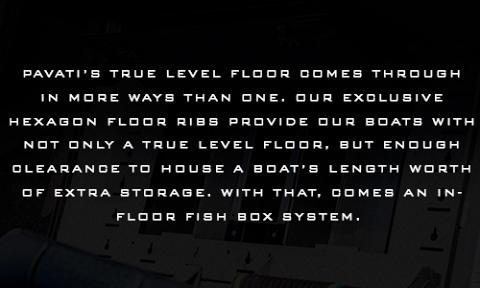 PAVATI'S TRUE LEVEL FLOOR COMES THROUGH
IN MORE WAYS THAN ONE. OUR EXCLUSIVE
HEXAGON FLOOR RIBS PROVIDE OUR BOATS WITH
NOT ONLY A TRUE LEVEL FLOOR, BUT ENOUGH
CLEARANCE TO HOUSE A BOAT'S LENGTH WORTH
OF EXTRA STORAGE. WITH THAT, COMES AN IN-
FLOOR FISH BOX SYSTEM.